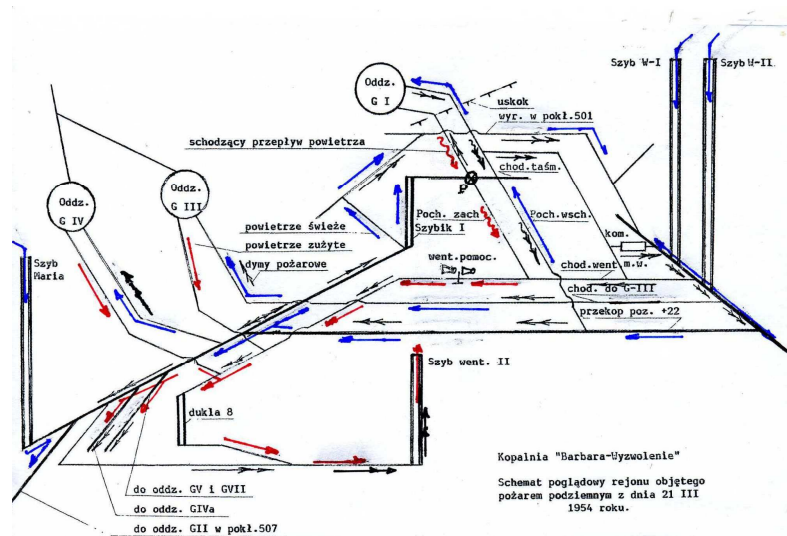 Oddz.
G I
Szyb W-I
Szyb W-II
uskok
wyr. w pokł.501
schodzący przepływ powietrza
chod.taśm.
P
Oddz.
G III
Oddz.
G IV
Poch. zach
Poch.wsch.
Szybik I
powietrze świeże
powietrze zużyte
dymy pożarowe
kom.
Szyb
Maria
went.pomoc.
chod.went m.w.
chod. do G-III
przekop poz. +22
Szyb went. II
dukla 8
Kopalnia "Barbara-Wyzwolenie"
Schemat poglądowy rejonu objętego
pożarem podziemnym z dnia 21 III
1954 roku.
do oddz. GV i GVII
do oddz. GIVa
do oddz. GII w pokł.507